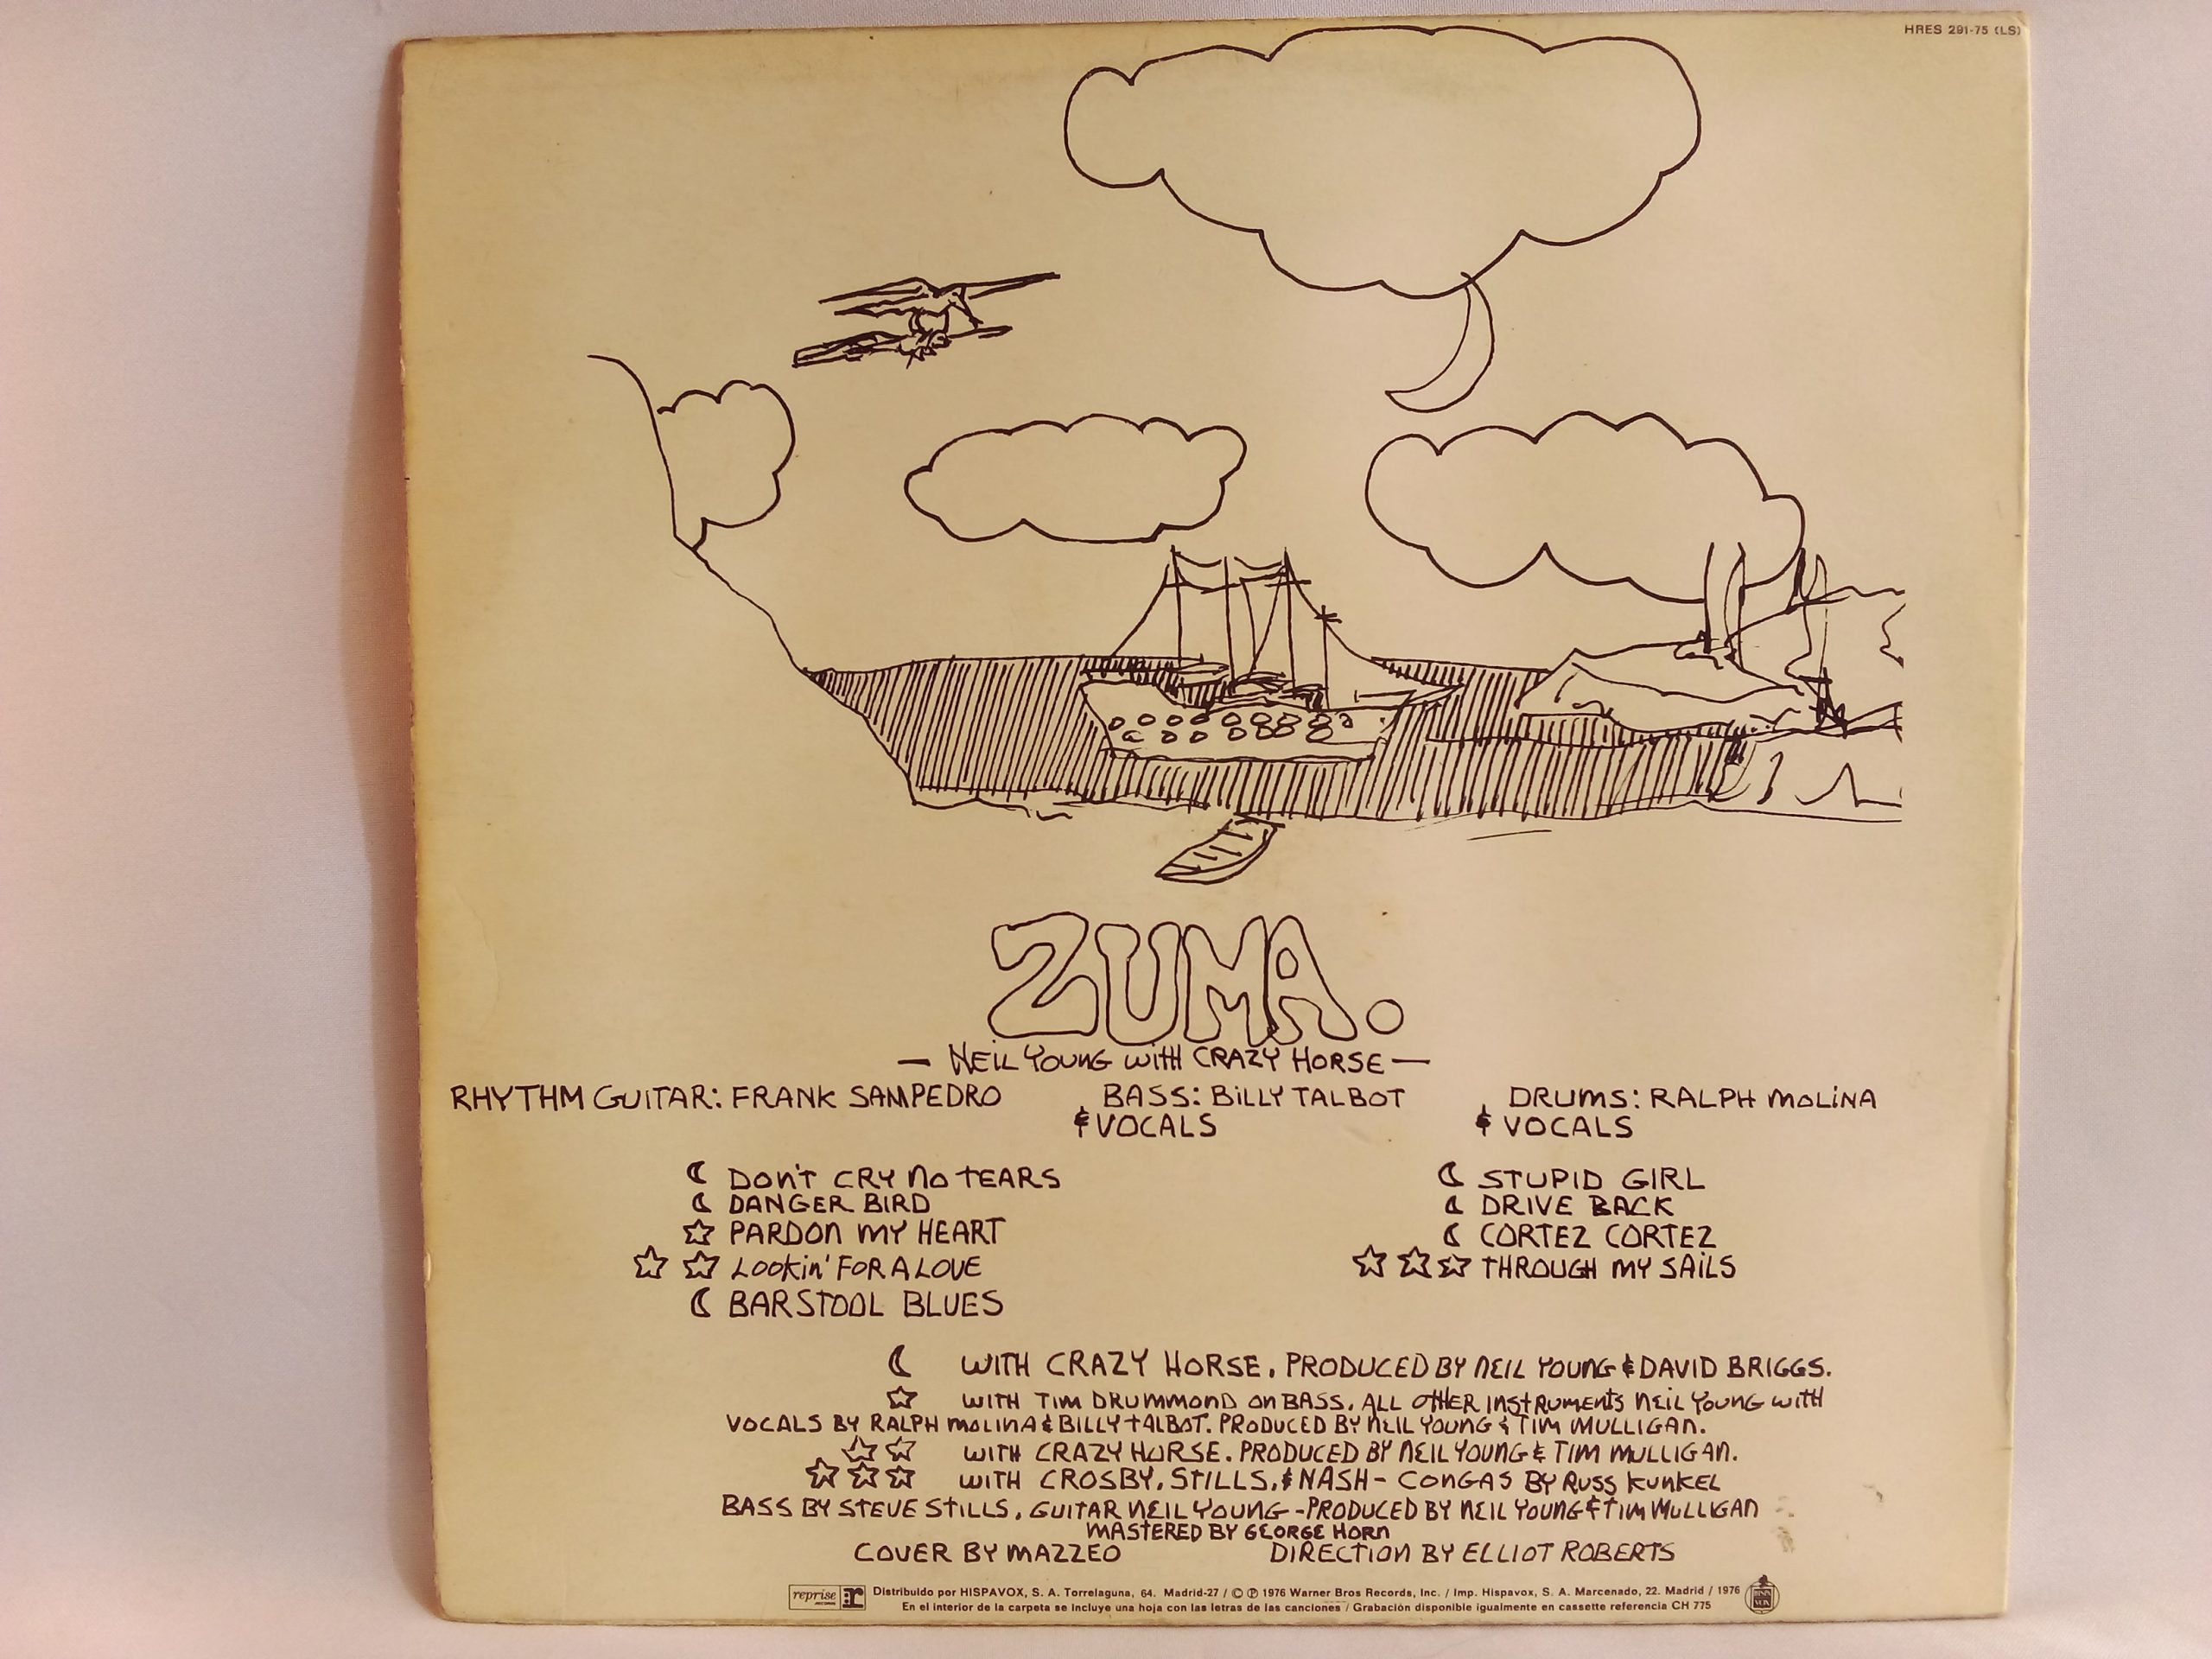 HRES 291-75 (LS)
ZUMA.
— NEIL YOUNG WITH CRAZY HORSE —
RHYTHM GUITAR: FRANK SAMPEDRO BASS: BILLY TALBOT DRUMS: RALPH MOLINA
& VOCALS & VOCALS
☾ DON'T CRY NO TEARS ☾ STUPID GIRL
☾ DANGER BIRD ☾ DRIVE BACK
☆ PARDON MY HEART ☾ CORTEZ CORTEZ
☆ ☆ LOOKIN' FOR A LOVE ☆ ☆ ☆ THROUGH MY SAILS
☾ BARSTOOL BLUES
☾ WITH CRAZY HORSE. PRODUCED BY NEIL YOUNG & DAVID BRIGGS.
☆ WITH TIM DRUMMOND ON BASS. ALL OTHER INSTRUMENTS NEIL YOUNG WITH
VOCALS BY RALPH MOLINA & BILLY TALBOT. PRODUCED BY NEIL YOUNG & TIM MULLIGAN.
☆ ☆ WITH CRAZY HORSE. PRODUCED BY NEIL YOUNG & TIM MULLIGAN.
☆ ☆ ☆ WITH CROSBY, STILLS, & NASH - CONGAS BY RUSS KUNKEL
BASS BY STEVE STILLS, GUITAR NEIL YOUNG - PRODUCED BY NEIL YOUNG & TIM MULLIGAN
MASTERED BY GEORGE HORN
COVER BY MAZZEO DIRECTION BY ELLIOT ROBERTS
reprise r Distribuido por HISPAVOX, S. A. Torrelaguna, 64. Madrid-27 / © ℗ 1976 Warner Bros Records, Inc. / Imp. Hispavox, S. A. Marcenado, 22. Madrid / 1976
En el interior de la carpeta se incluye una hoja con las letras de las canciones / Grabación disponible igualmente en cassette referencia CH 775